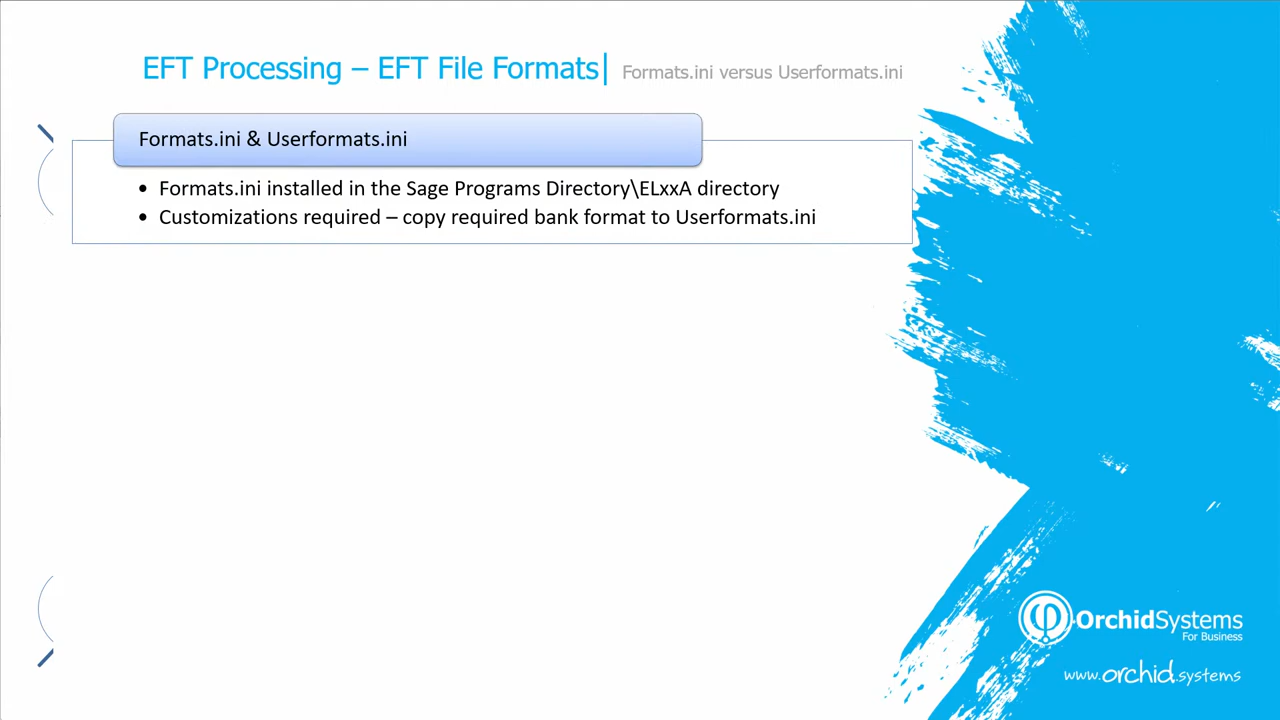 EFT Processing – EFT File Formats| Formats.ini versus Userformats.ini
Formats.ini & Userformats.ini
• Formats.ini installed in the Sage Programs Directory\ELxxA directory
• Customizations required – copy required bank format to Userformats.ini
OrchidSystems
For Business
www.orchid.systems